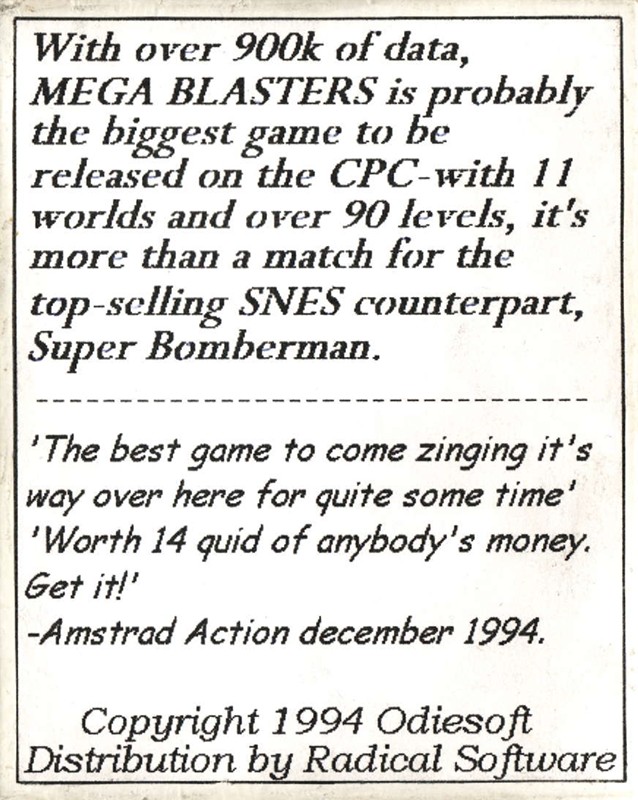 With over 900k of data,
MEGA BLASTERS is probably
the biggest game to be
released on the CPC-with 11
worlds and over 90 levels, it's
more than a match for the
top-selling SNES counterpart,
Super Bomberman.
'The best game to come zinging it's
way over here for quite some time'
'Worth 14 quid of anybody's money.
Get it!'
-Amstrad Action december 1994.
Copyright 1994 Odiesoft
Distribution by Radical Software